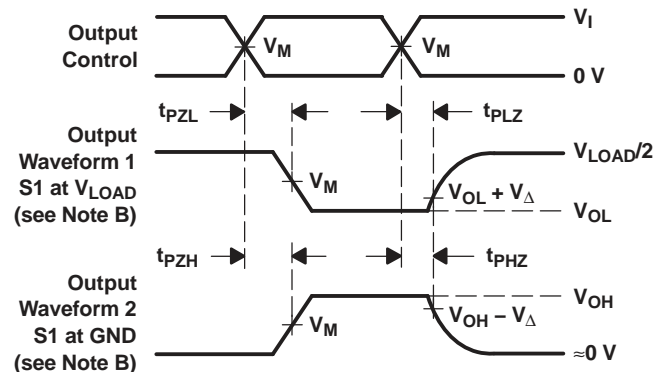 Output
Control
V_M
V_M
V_I
0 V
t_PZL
t_PLZ
Output
Waveform 1
S1 at V_LOAD
(see Note B)
V_M
V_LOAD/2
V_OL + V_Δ
V_OL
t_PZH
t_PHZ
Output
Waveform 2
S1 at GND
(see Note B)
V_M
V_OH
V_OH − V_Δ
≈0 V